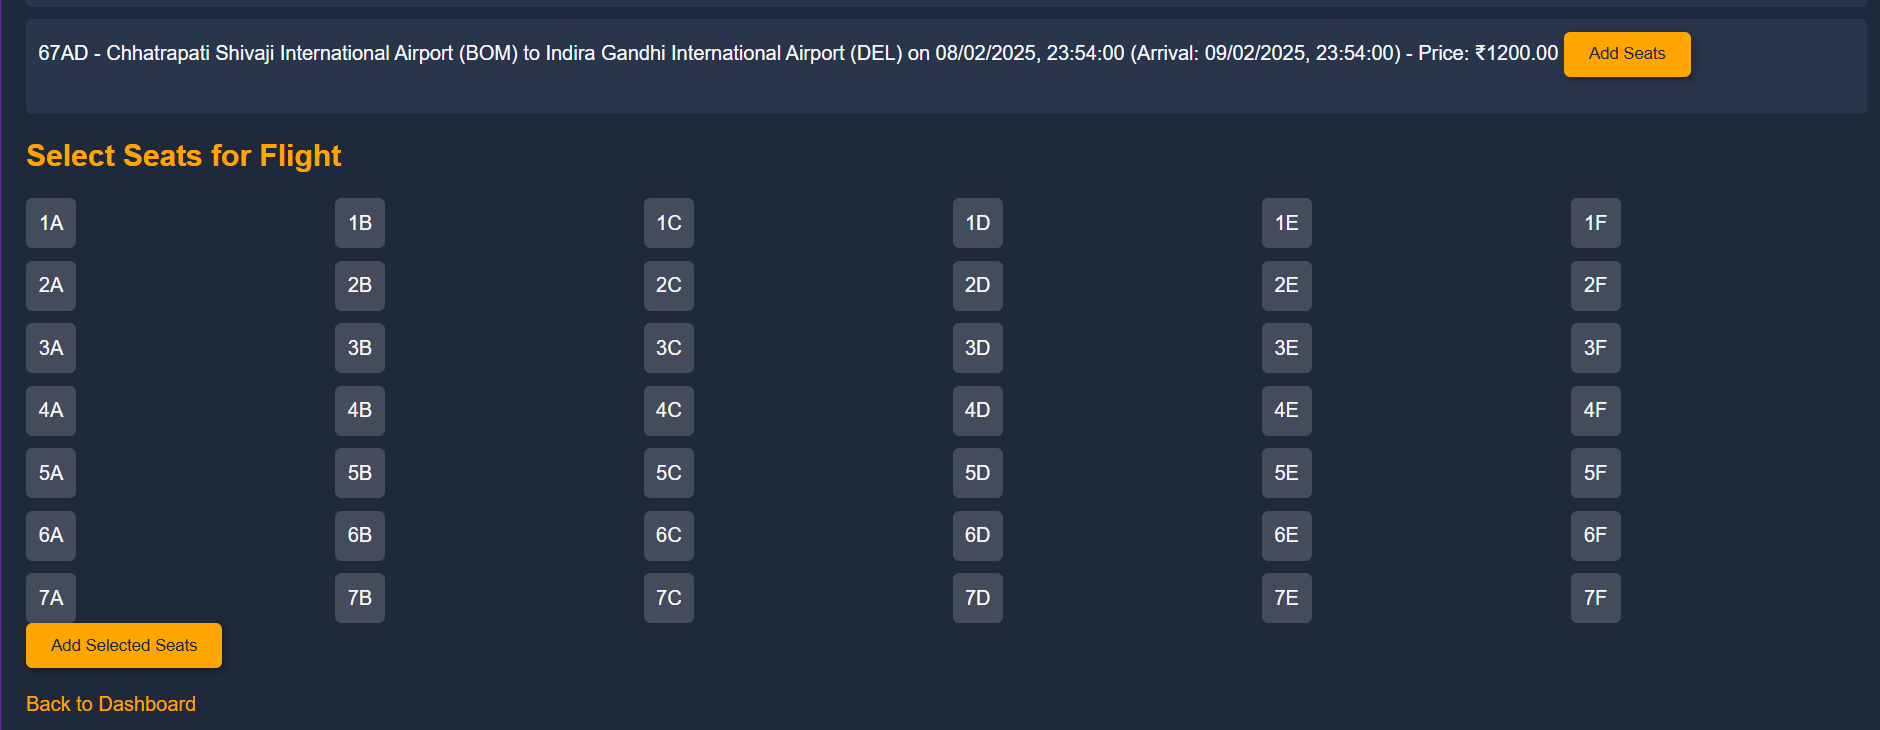 67AD - Chhatrapati Shivaji International Airport (BOM) to Indira Gandhi International Airport (DEL) on 08/02/2025, 23:54:00 (Arrival: 09/02/2025, 23:54:00) - Price: ₹1200.00 Add Seats
Select Seats for Flight
1A 1B 1C 1D 1E 1F
2A 2B 2C 2D 2E 2F
3A 3B 3C 3D 3E 3F
4A 4B 4C 4D 4E 4F
5A 5B 5C 5D 5E 5F
6A 6B 6C 6D 6E 6F
7A 7B 7C 7D 7E 7F
Add Selected Seats
Back to Dashboard